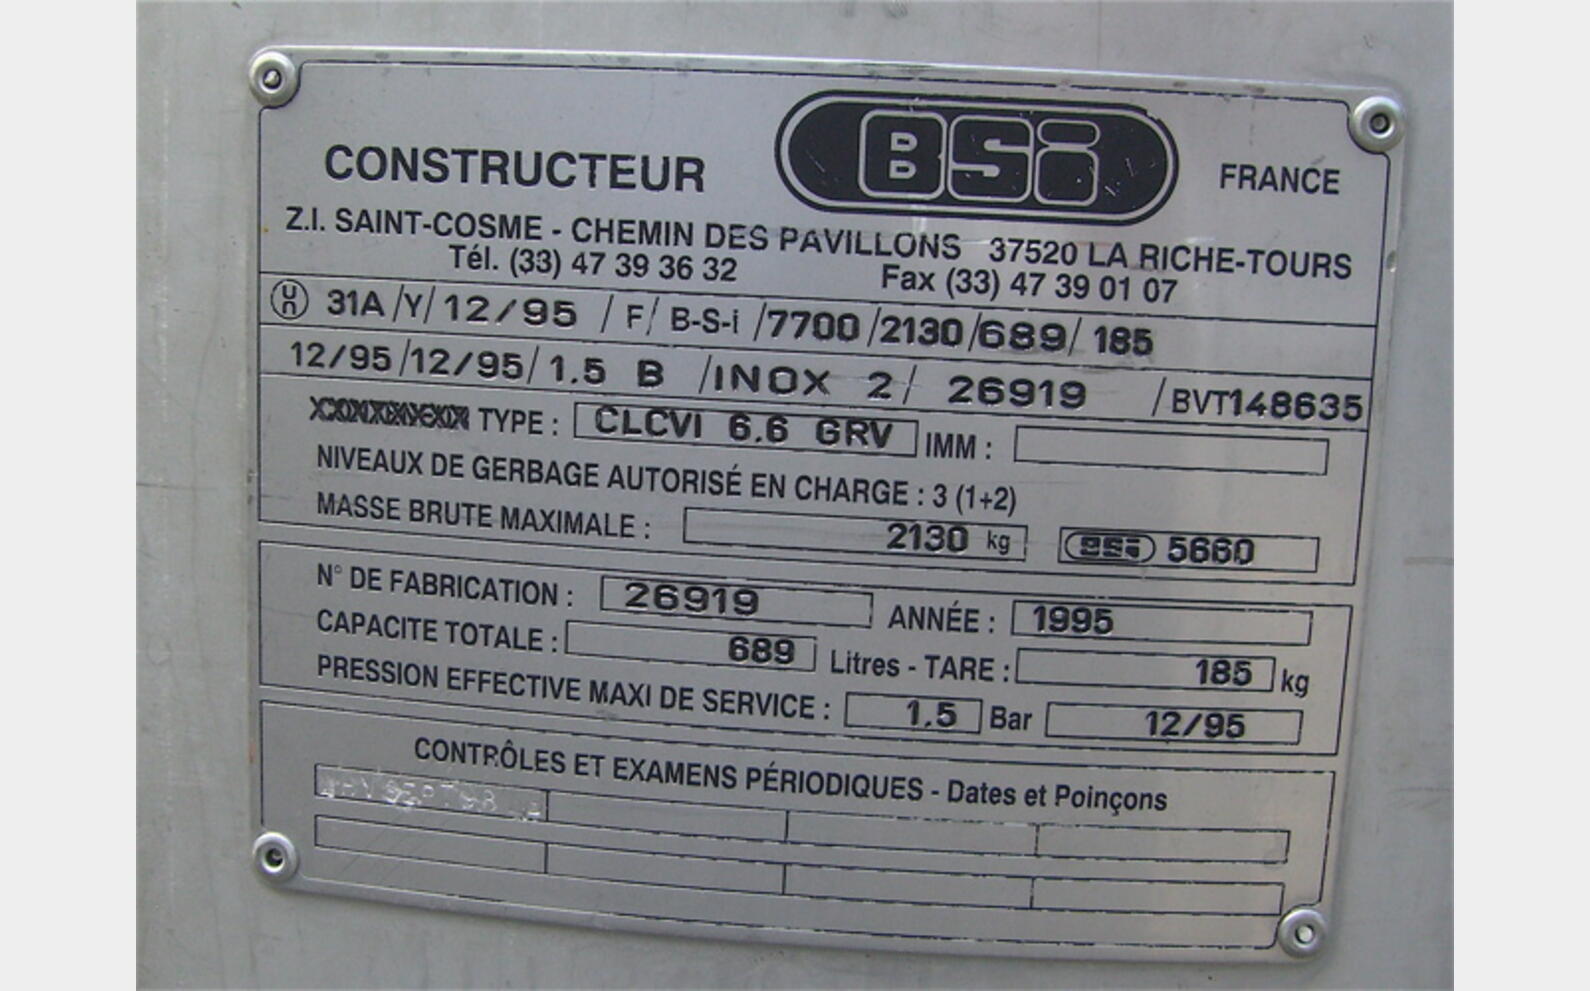 CONSTRUCTEUR BSi FRANCE
Z.I. SAINT-COSME - CHEMIN DES PAVILLONS 37520 LA RICHE-TOURS
Tél. (33) 47 39 36 32 Fax (33) 47 39 01 07
un 31A /Y/ 12/95 / F/ B-S-i /7700/2130/689/ 185
12/95/12/95/ 1.5 B /INOX 2/ 26919 /BVT148635
TYPE : CLCVI 6.6 GRV IMM :
NIVEAUX DE GERBAGE AUTORISÉ EN CHARGE : 3 (1+2)
MASSE BRUTE MAXIMALE : 2130 kg BSi 5660
N° DE FABRICATION : 26919 ANNÉE : 1995
CAPACITE TOTALE : 689 Litres - TARE : 185 kg
PRESSION EFFECTIVE MAXI DE SERVICE : 1.5 Bar 12/95
CONTRÔLES ET EXAMENS PÉRIODIQUES - Dates et Poinçons
SEPT98